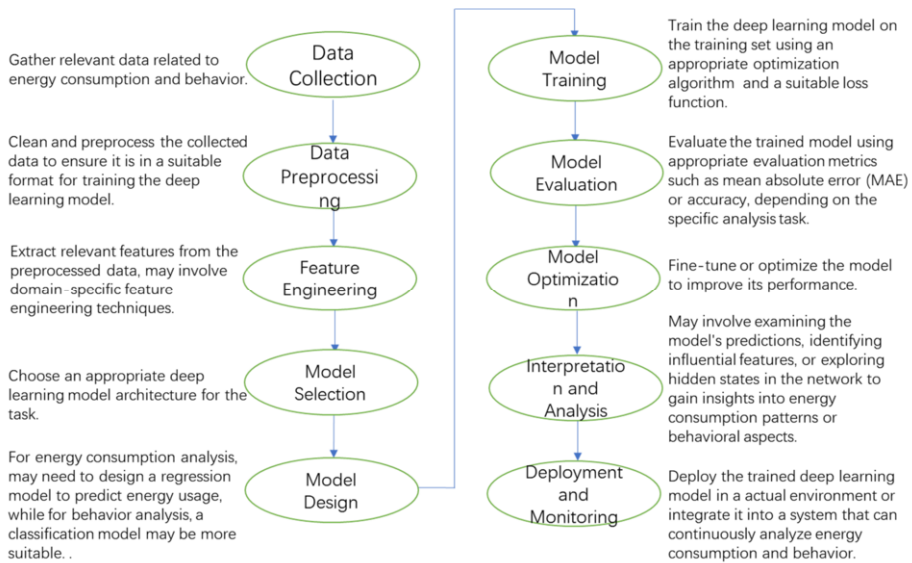 Gather relevant data related to
energy consumption and behavior.
Data
Collection
Clean and preprocess the collected
data to ensure it is in a suitable
format for training the deep
learning model.
Data
Preprocessi
ng
Extract relevant features from the
preprocessed data, may involve
domain-specific feature
engineering techniques.
Feature
Engineering
Choose an appropriate deep
learning model architecture for the
task.
Model
Selection
For energy consumption analysis,
may need to design a regression
model to predict energy usage,
while for behavior analysis, a
classification model may be more
suitable. .
Model
Design
Model
Training
Train the deep learning model on
the training set using an
appropriate optimization
algorithm and a suitable loss
function.
Model
Evaluation
Evaluate the trained model using
appropriate evaluation metrics
such as mean absolute error (MAE)
or accuracy, depending on the
specific analysis task.
Model
Optimizatio
n
Fine-tune or optimize the model
to improve its performance.
Interpretatio
n and
Analysis
May involve examining the
model's predictions, identifying
influential features, or exploring
hidden states in the network to
gain insights into energy
consumption patterns or
behavioral aspects.
Deployment
and
Monitoring
Deploy the trained deep learning
model in a actual environment or
integrate it into a system that can
continuously analyze energy
consumption and behavior.